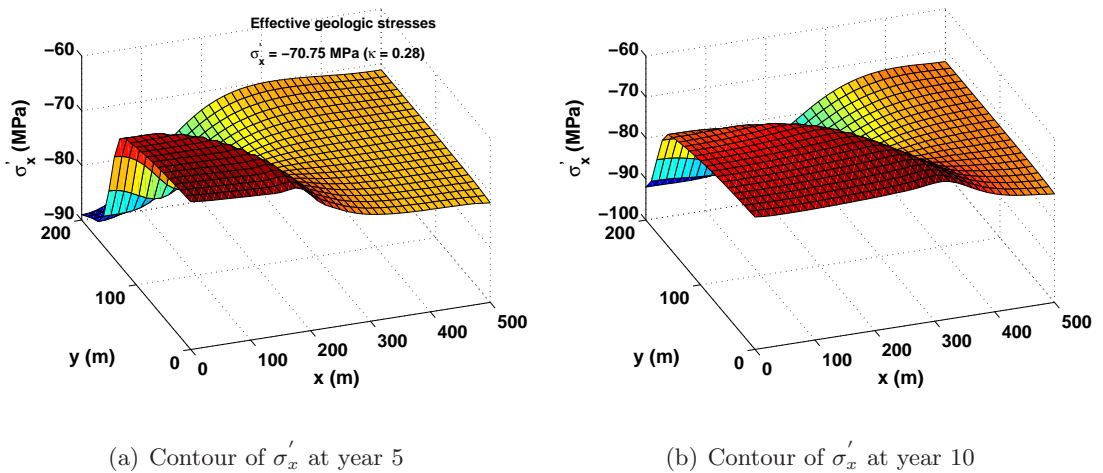 Effective geologic stresses
σ'x = −70.75 MPa (κ = 0.28)
−60
−70
−80
−90
σx' (MPa)
200
100
0
y (m)
0
100
200
300
400
500
x (m)
−60
−70
−80
−90
−100
σx' (MPa)
200
100
0
y (m)
0
100
200
300
400
500
x (m)
(a) Contour of σ'x at year 5
(b) Contour of σ'x at year 10